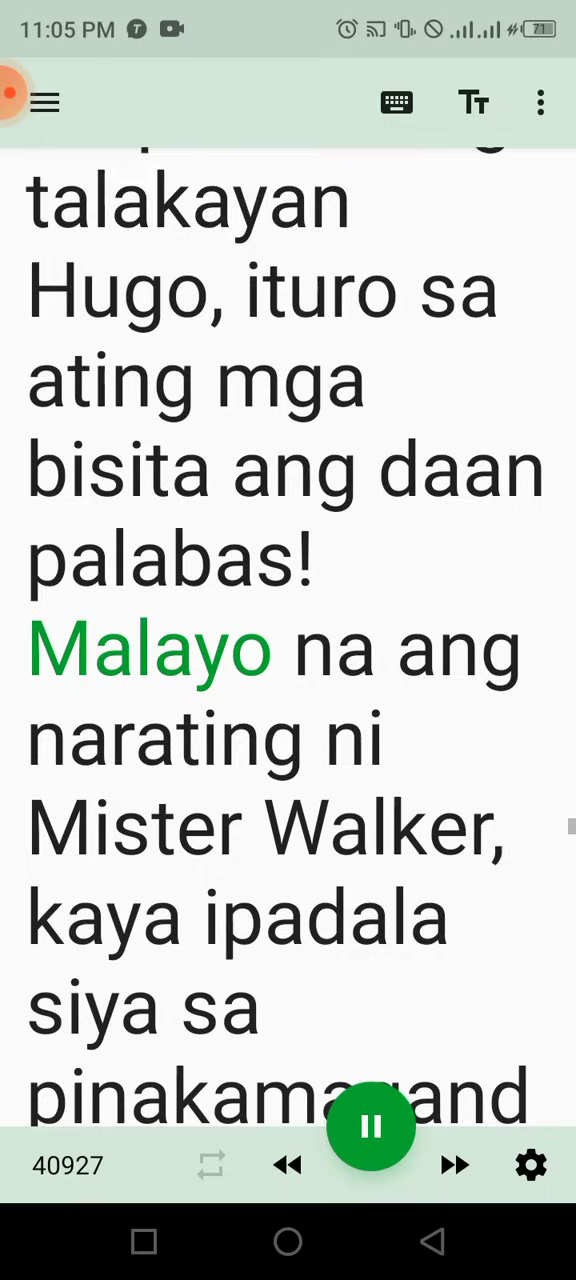 11:05 PM
71
talakayan
Hugo, ituro sa
ating mga
bisita ang daan
palabas!
Malayo na ang
narating ni
Mister Walker,
kaya ipadala
siya sa
40927